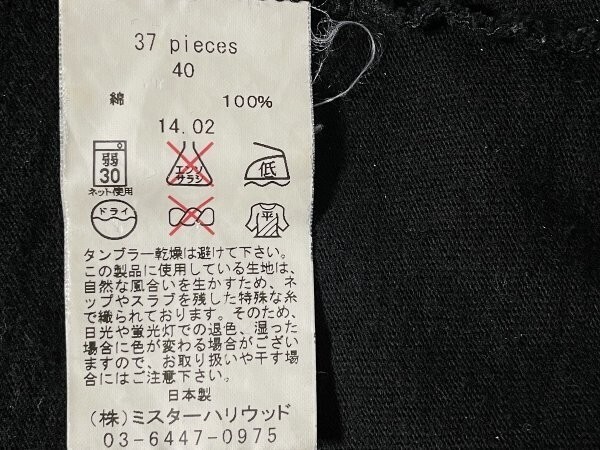 37 pieces
40
綿 100%
14.02
弱
30
ネット使用
エンソ
サラシ
低
ドライ
平
タンブラー乾燥は避けて下さい。
この製品に使用している生地は、
自然な風合いを生かすため、ネ
ップやスラブを残した特殊な糸
で織られております。そのため、
日光や蛍光灯での退色、湿った
場合に色が変わる場合がござい
ますので、お取り扱いや干す場
合にはご注意下さい。
日本製
(株)ミスターハリウッド
03-6447-0975